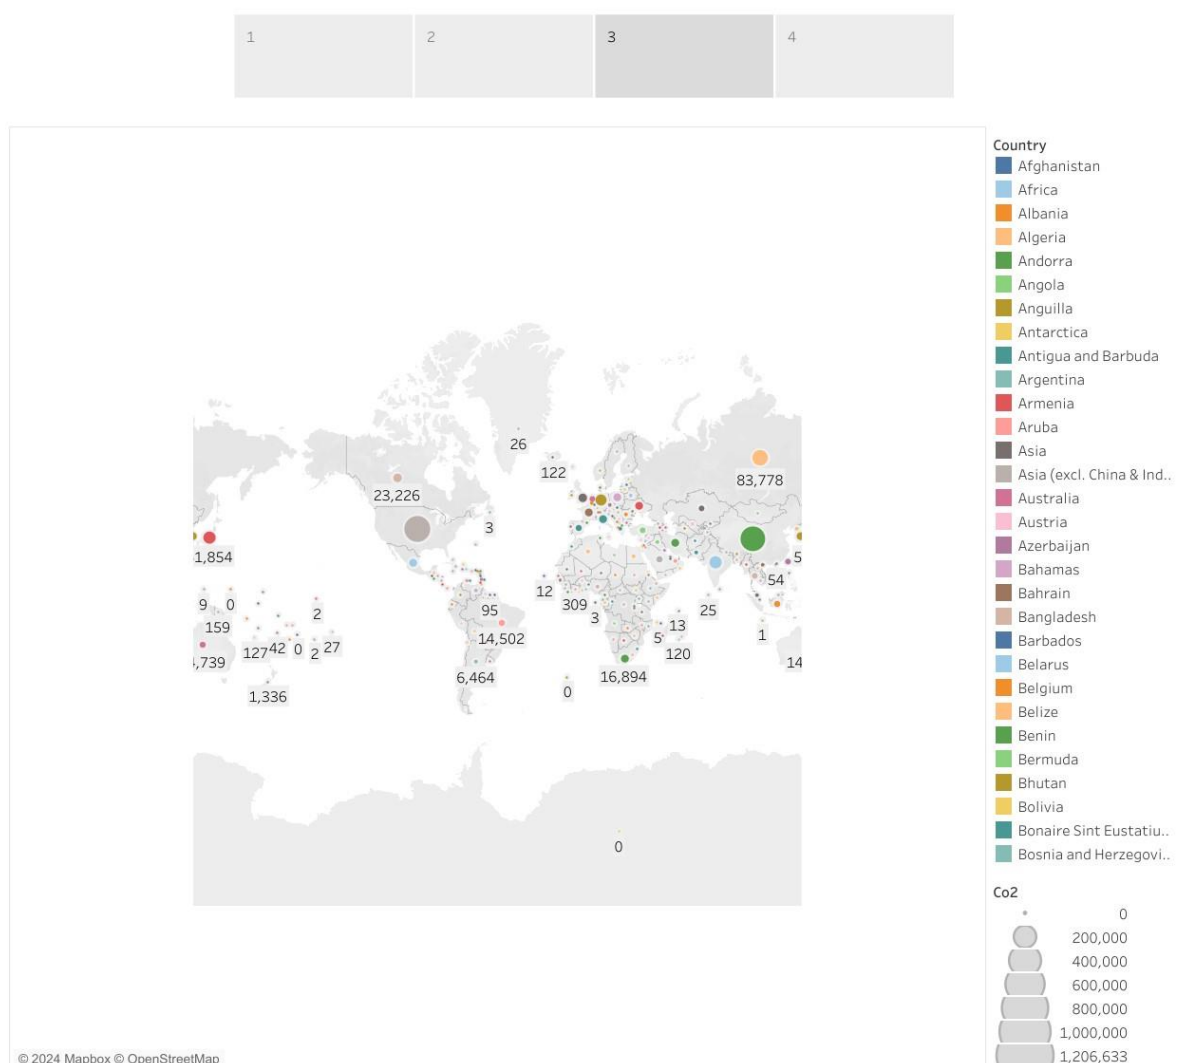 1 2 3 4
26
122
83,778
23,226
3
1,854
5
54
9 0
2
12
309
3
95
25
159
14,502
5
13
127 42 0 2 27
,739
6,464
16,894
120
1
14
1,336
0
0
© 2024 Mapbox © OpenStreetMap
Country
Afghanistan
Africa
Albania
Algeria
Andorra
Angola
Anguilla
Antarctica
Antigua and Barbuda
Argentina
Armenia
Aruba
Asia
Asia (excl. China & Ind..
Australia
Austria
Azerbaijan
Bahamas
Bahrain
Bangladesh
Barbados
Belarus
Belgium
Belize
Benin
Bermuda
Bhutan
Bolivia
Bonaire Sint Eustatiu..
Bosnia and Herzegovi..
Co2
0
200,000
400,000
600,000
800,000
1,000,000
1,206,633